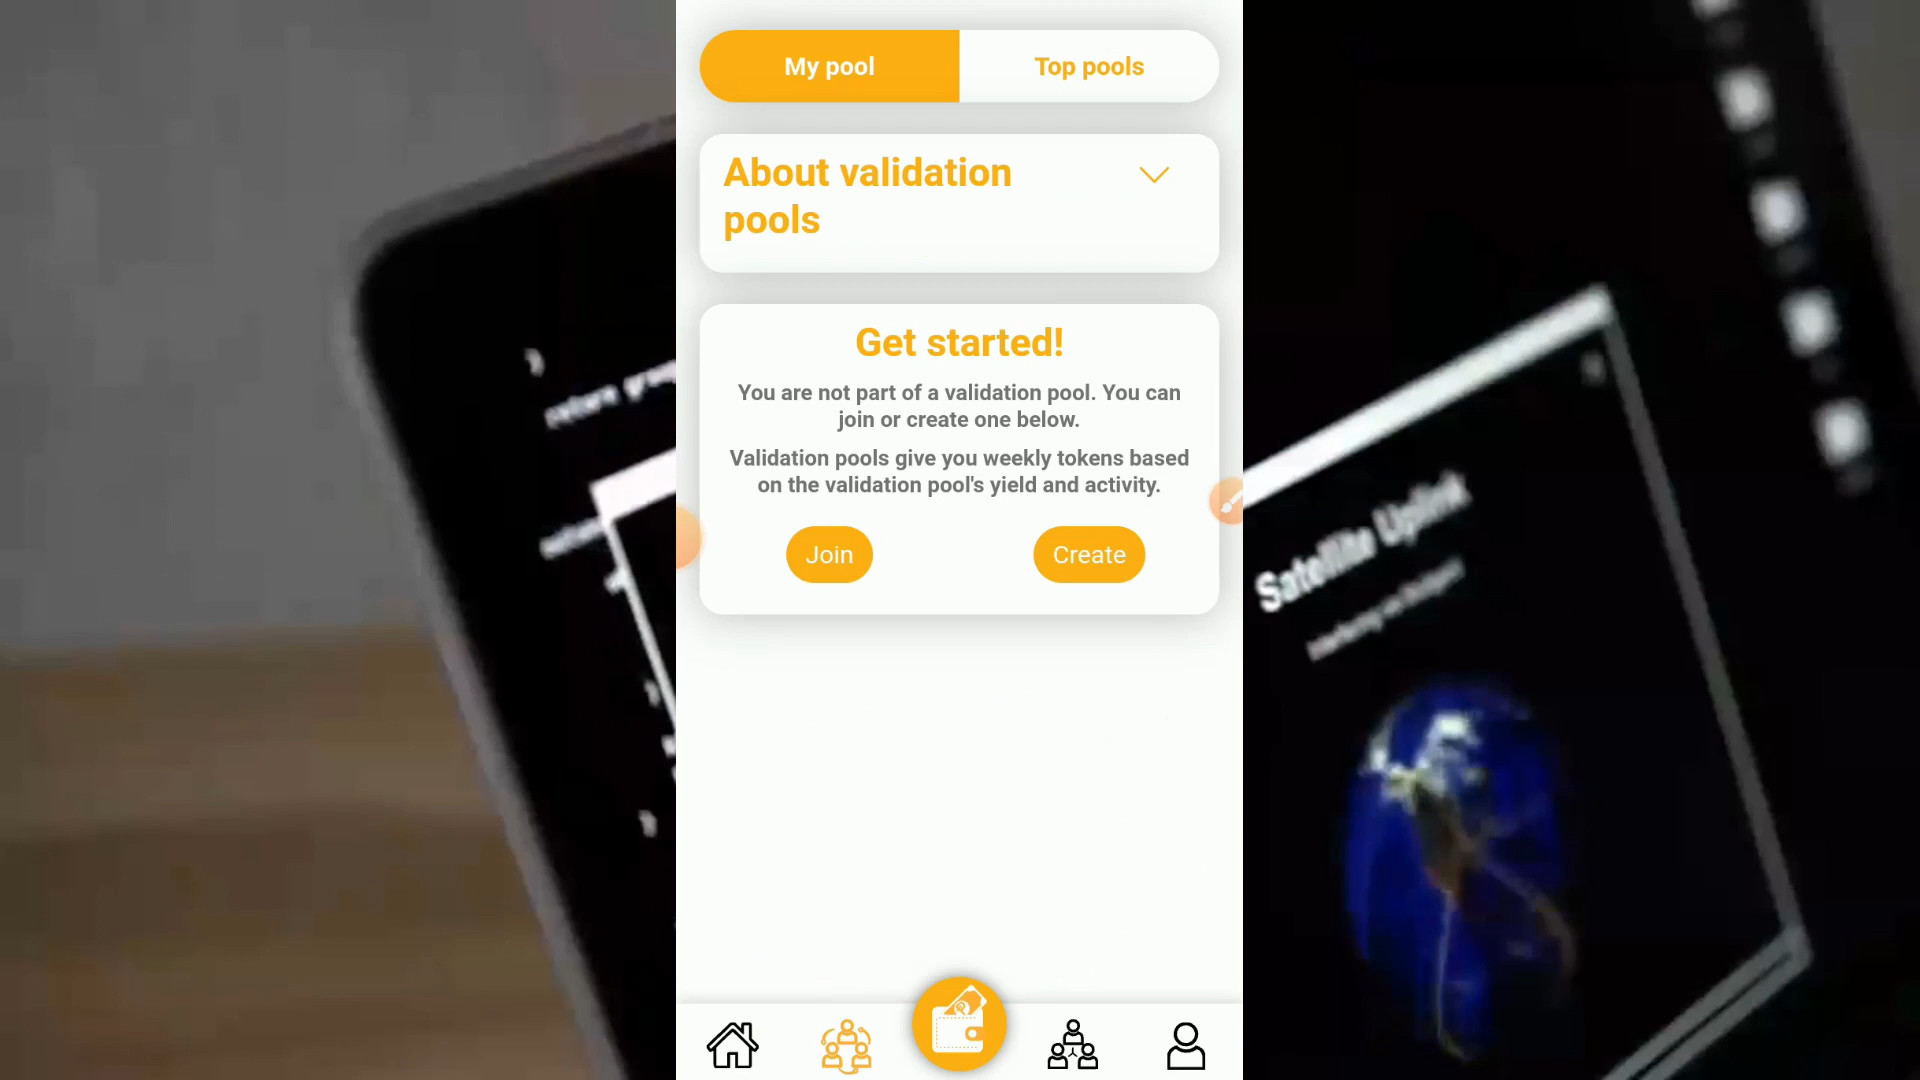 My pool
Top pools
About validation
pools
Get started!
You are not part of a validation pool. You can
join or create one below.
Validation pools give you weekly tokens based
on the validation pool's yield and activity.
Join
Create
return
Satellite Uplink